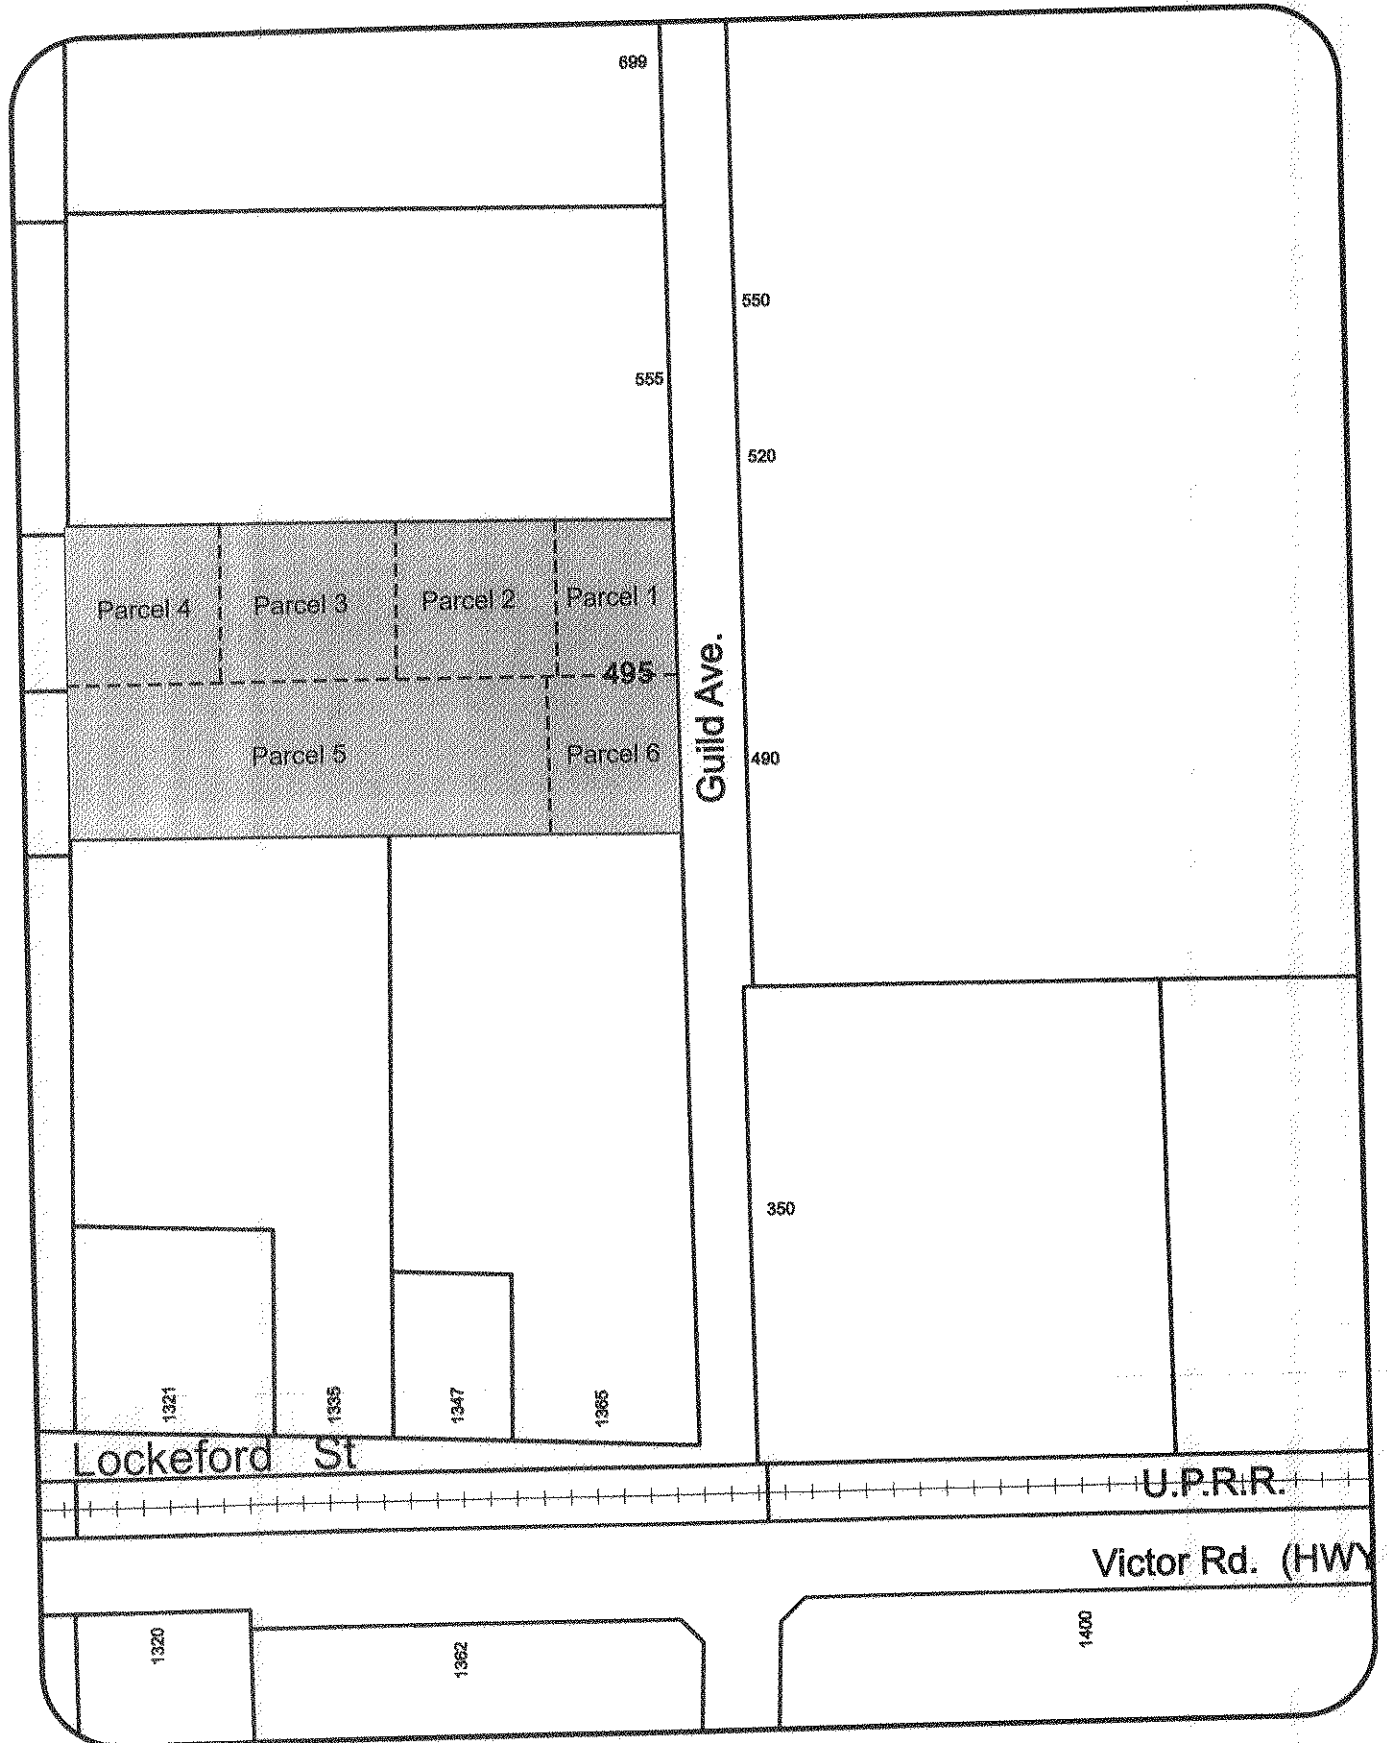 699
550
555
520
Parcel 4
Parcel 3
Parcel 2
Parcel 1
495
Guild Ave.
Parcel 5
Parcel 6
490
350
1321
1335
1347
1365
Lockeford St
U.P.R.R.
Victor Rd. (HWY
1320
1362
1400